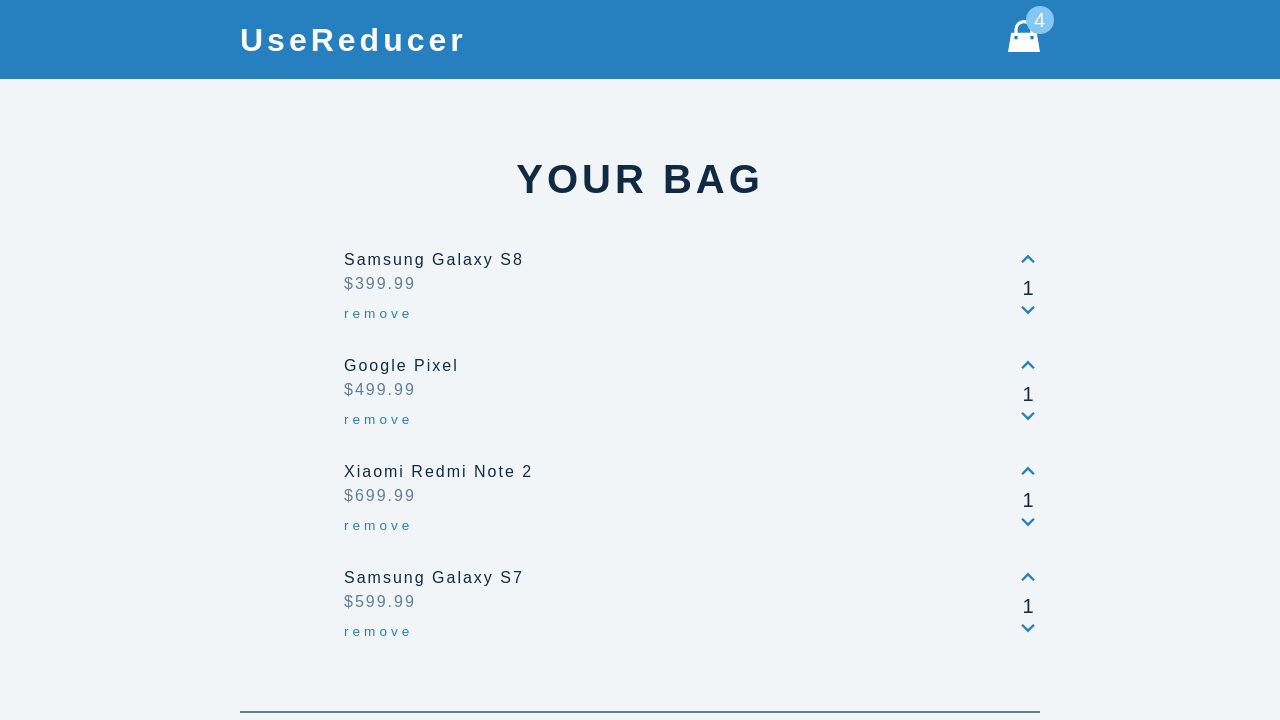 UseReducer
4
YOUR BAG
Samsung Galaxy S8
$399.99
remove
1
Google Pixel
$499.99
remove
1
Xiaomi Redmi Note 2
$699.99
remove
1
Samsung Galaxy S7
$599.99
remove
1